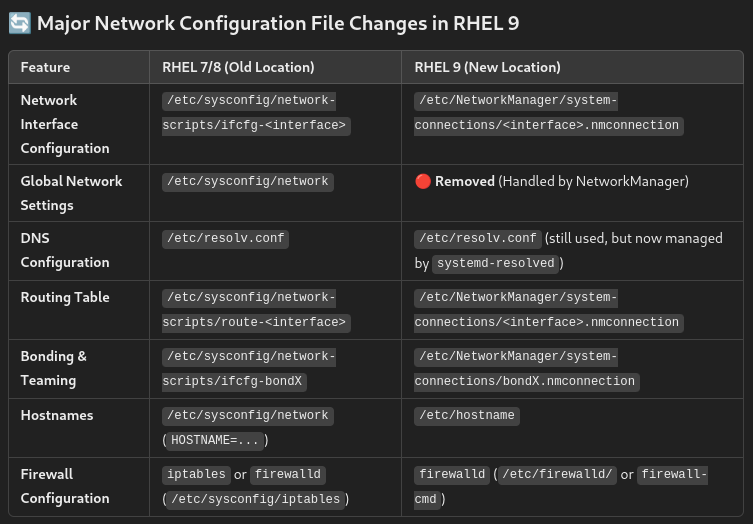 🔄 Major Network Configuration File Changes in RHEL 9
Feature RHEL 7/8 (Old Location) RHEL 9 (New Location)
Network Interface Configuration /etc/sysconfig/network-scripts/ifcfg-<interface> /etc/NetworkManager/system-connections/<interface>.nmconnection
Global Network Settings /etc/sysconfig/network 🔴 Removed (Handled by NetworkManager)
DNS Configuration /etc/resolv.conf /etc/resolv.conf (still used, but now managed by systemd-resolved)
Routing Table /etc/sysconfig/network-scripts/route-<interface> /etc/NetworkManager/system-connections/<interface>.nmconnection
Bonding & Teaming /etc/sysconfig/network-scripts/ifcfg-bondX /etc/NetworkManager/system-connections/bondX.nmconnection
Hostnames /etc/sysconfig/network (HOSTNAME=...) /etc/hostname
Firewall Configuration iptables or firewalld (/etc/sysconfig/iptables) firewalld (/etc/firewalld/ or firewall-cmd)